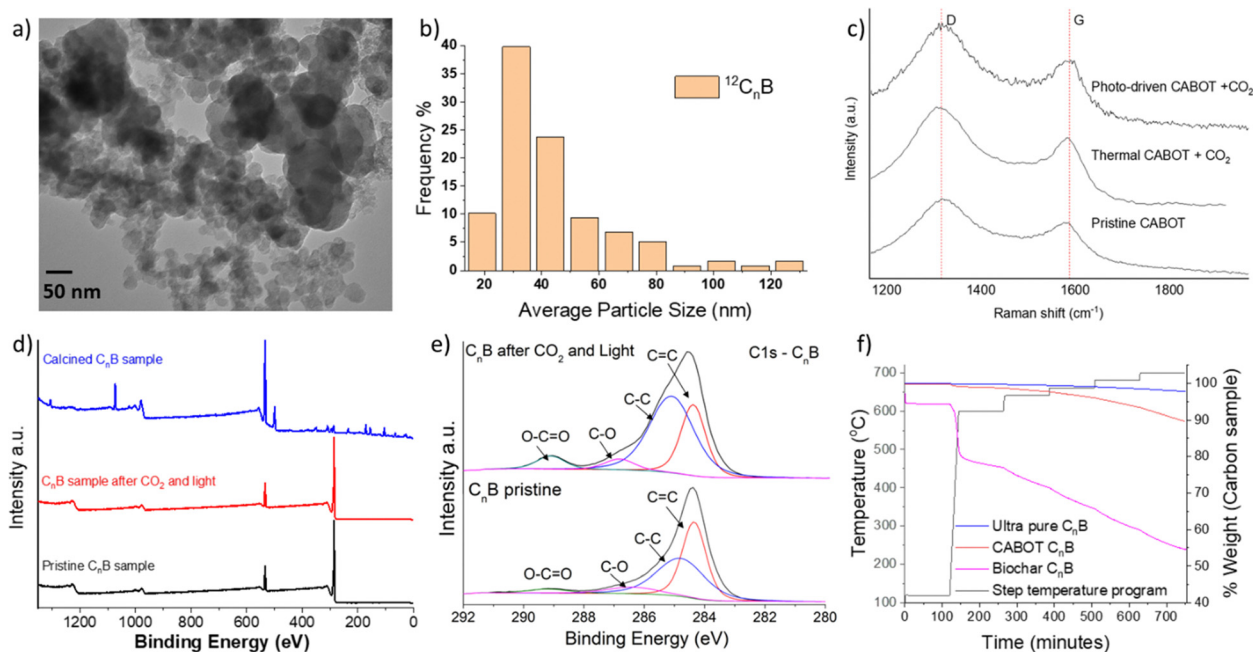 a)
50 nm
b)
Frequency %
40
35
30
25
20
15
10
5
0
¹²CₙB
20 40 60 80 100 120
Average Particle Size (nm)
c)
D
G
Photo-driven CABOT +CO₂
Thermal CABOT + CO₂
Pristine CABOT
Intensity (a.u.)
1200 1400 1600 1800
Raman shift (cm⁻¹)
d)
Calcined CₙB sample
CₙB sample after CO₂ and light
Pristine CₙB sample
Intensity a.u.
1200 1000 800 600 400 200 0
Binding Energy (eV)
e)
CₙB after CO₂ and Light
C1s - CₙB
C=C
C-C
C-O
O-C=O
CₙB pristine
C=C
C-C
C-O
O-C=O
Intensity (a.u.)
292 290 288 286 284 282 280
Binding Energy (eV)
f)
Temperature (°C)
700
600
500
400
300
200
100
Ultra pure CₙB
CABOT CₙB
Biochar CₙB
Step temperature program
100
90
80
70
60
50
40
% Weight (Carbon sample)
0 100 200 300 400 500 600 700
Time (minutes)